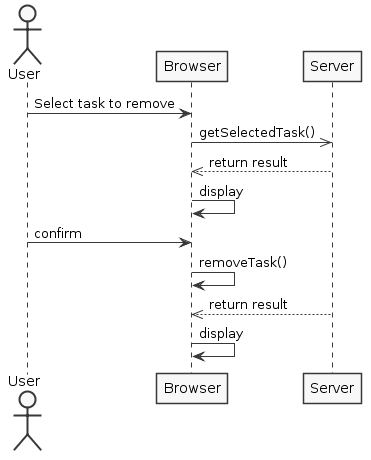 User
Browser
Server
Select task to remove
getSelectedTask()
return result
display
confirm
removeTask()
return result
display
User
Browser
Server